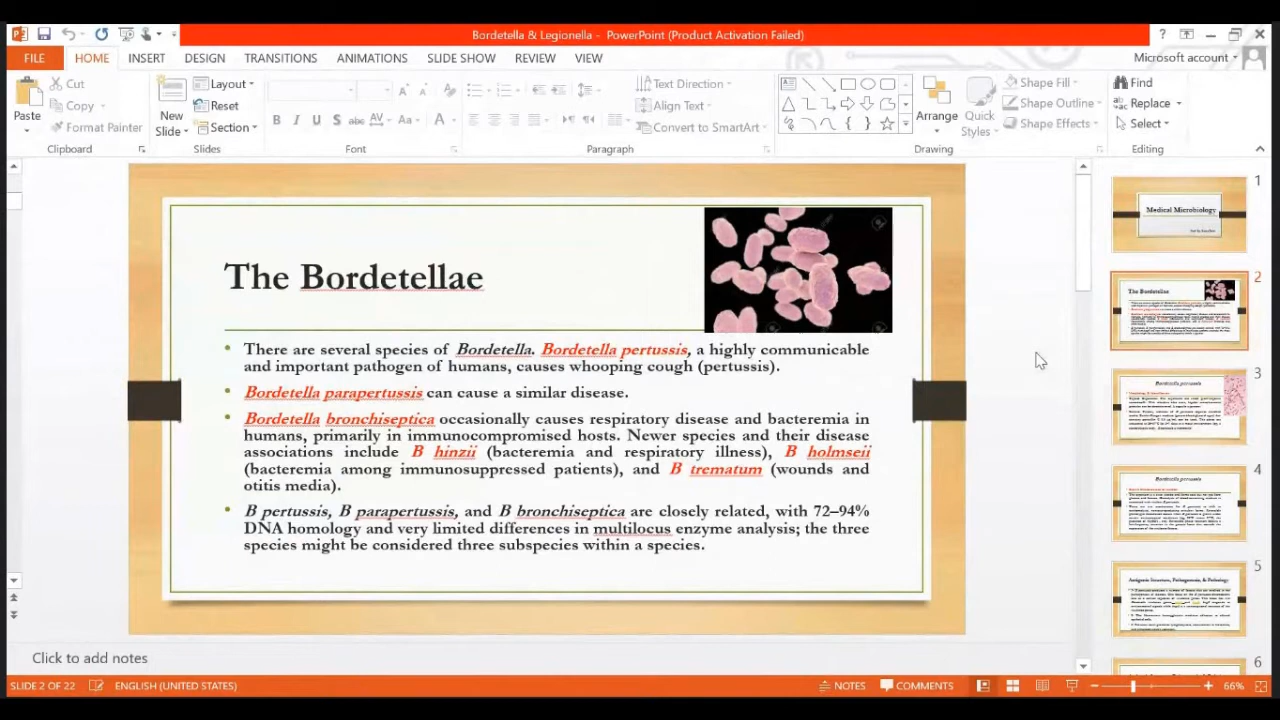 Bordetella & Legionella - PowerPoint (Product Activation Failed)
FILE HOME INSERT DESIGN TRANSITIONS ANIMATIONS SLIDE SHOW REVIEW VIEW Microsoft account
Paste
Cut
Copy
Format Painter
Clipboard
New Slide
Layout
Reset
Section
Slides
Font
Text Direction
Align Text
Convert to SmartArt
Paragraph
Arrange
Quick Styles
Shape Fill
Shape Outline
Shape Effects
Drawing
Find
Replace
Select
Editing
The Bordetellae
There are several species of Bordetella. Bordetella pertussis, a highly communicable
and important pathogen of humans, causes whooping cough (pertussis).
Bordetella parapertussis can cause a similar disease.
Bordetella bronchiseptica occasionally causes respiratory disease and bacteremia in
humans, primarily in immunocompromised hosts. Newer species and their disease
associations include B hinzii (bacteremia and respiratory illness), B holmseii
(bacteremia among immunosuppressed patients), and B trematum (wounds and
otitis media).
B pertussis, B parapertussis, and B bronchiseptica are closely related, with 72–94%
DNA homology and very limited differences in multilocus enzyme analysis; the three
species might be considered three subspecies within a species.
1
Medical Microbiology
2
The Bordetellae
3
Bordetella pertussis
4
Bordetella pertussis
5
Antigenic Structure, Pathogenesis, & Pathology
6
Click to add notes
SLIDE 2 OF 22 ENGLISH (UNITED STATES) NOTES COMMENTS 66%